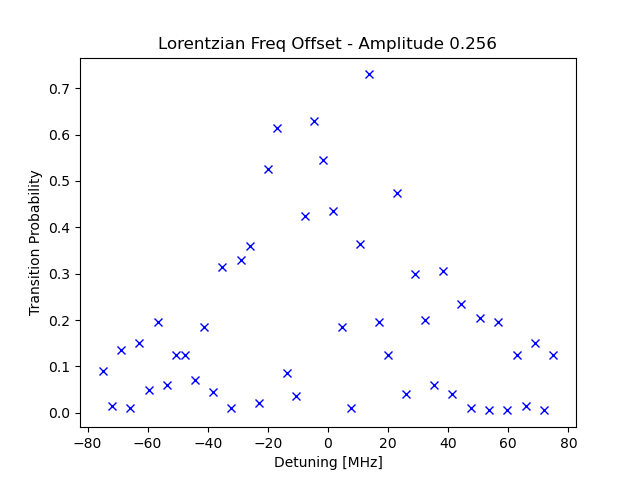 Lorentzian Freq Offset - Amplitude 0.256
Transition Probability
0.7
0.6
0.5
0.4
0.3
0.2
0.1
0.0
−80 −60 −40 −20 0 20 40 60 80
Detuning [MHz]